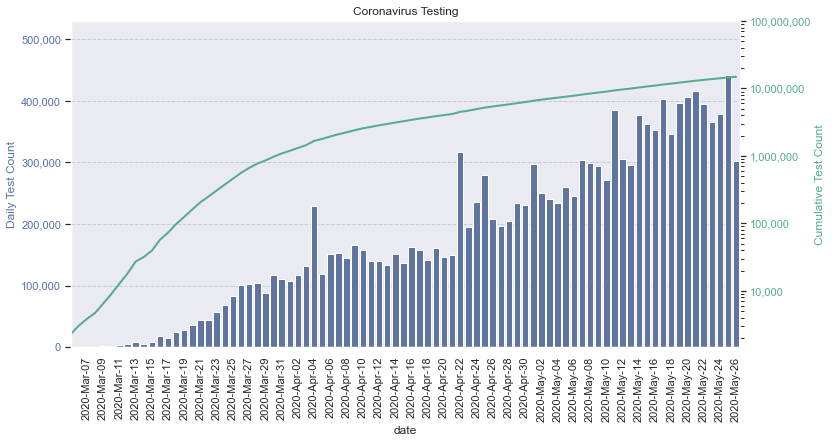 Coronavirus Testing
500,000
400,000
300,000
200,000
100,000
0
Daily Test Count
100,000,000
10,000,000
1,000,000
100,000
10,000
Cumulative Test Count
2020-Mar-07
2020-Mar-09
2020-Mar-11
2020-Mar-13
2020-Mar-15
2020-Mar-17
2020-Mar-19
2020-Mar-21
2020-Mar-23
2020-Mar-25
2020-Mar-27
2020-Mar-29
2020-Mar-31
2020-Apr-02
2020-Apr-04
2020-Apr-06
2020-Apr-08
2020-Apr-10
2020-Apr-12
2020-Apr-14
2020-Apr-16
2020-Apr-18
2020-Apr-20
2020-Apr-22
2020-Apr-24
2020-Apr-26
2020-Apr-28
2020-Apr-30
2020-May-02
2020-May-04
2020-May-06
2020-May-08
2020-May-10
2020-May-12
2020-May-14
2020-May-16
2020-May-18
2020-May-20
2020-May-22
2020-May-24
2020-May-26
date